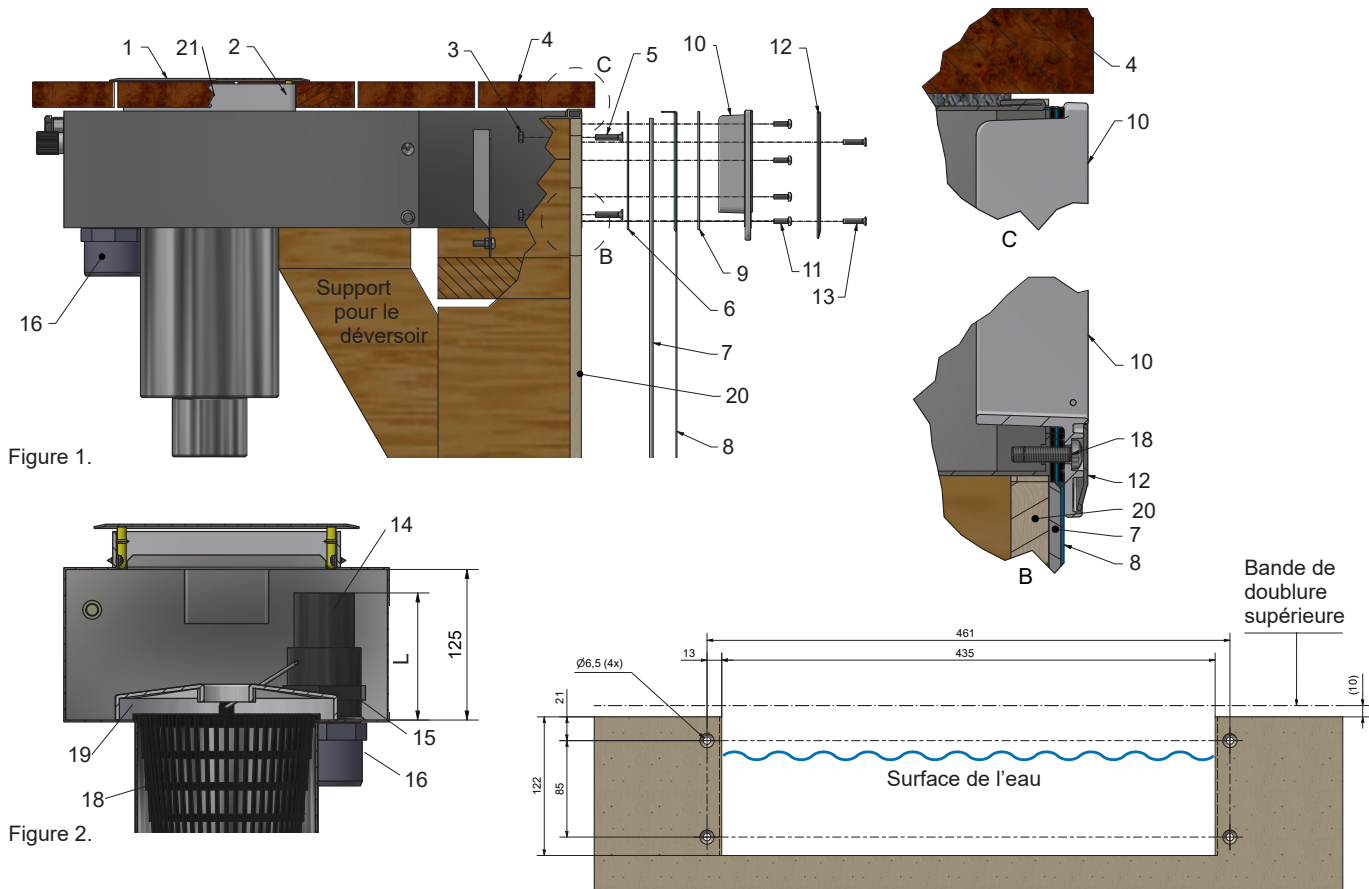 1
21
2
3
4
C
5
10
12
4
10
C
Support
pour le
déversoir
16
B
9
11
6
13
7
20
8
Figure 1.
10
18
12
20
7
B
8
14
125
L
15
19
16
18
Figure 2.
Bande de
doublure
supérieure
461
13
435
Ø6,5 (4x)
(10)
21
122
85
Surface de l'eau